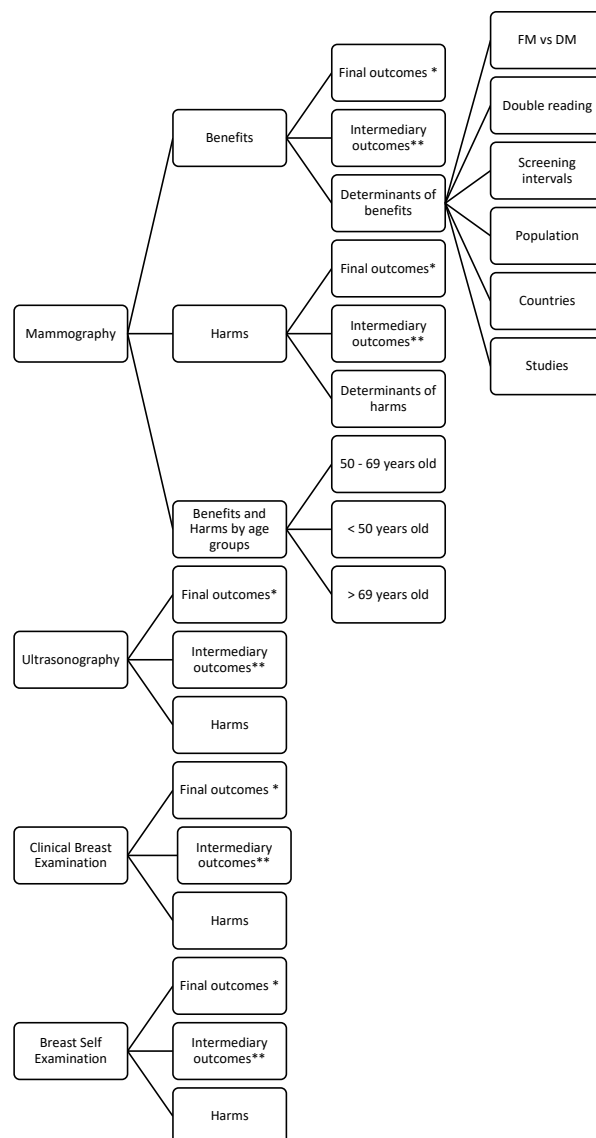 Mammography
Benefits
Final outcomes *
Intermediary
outcomes**
Determinants of
benefits
FM vs DM
Double reading
Screening
intervals
Population
Countries
Studies
Harms
Final outcomes*
Intermediary
outcomes**
Determinants of
harms
Benefits and
Harms by age
groups
50 - 69 years old
< 50 years old
> 69 years old
Ultrasonography
Final outcomes*
Intermediary
outcomes**
Harms
Clinical Breast
Examination
Final outcomes *
Intermediary
outcomes**
Harms
Breast Self
Examination
Final outcomes *
Intermediary
outcomes**
Harms